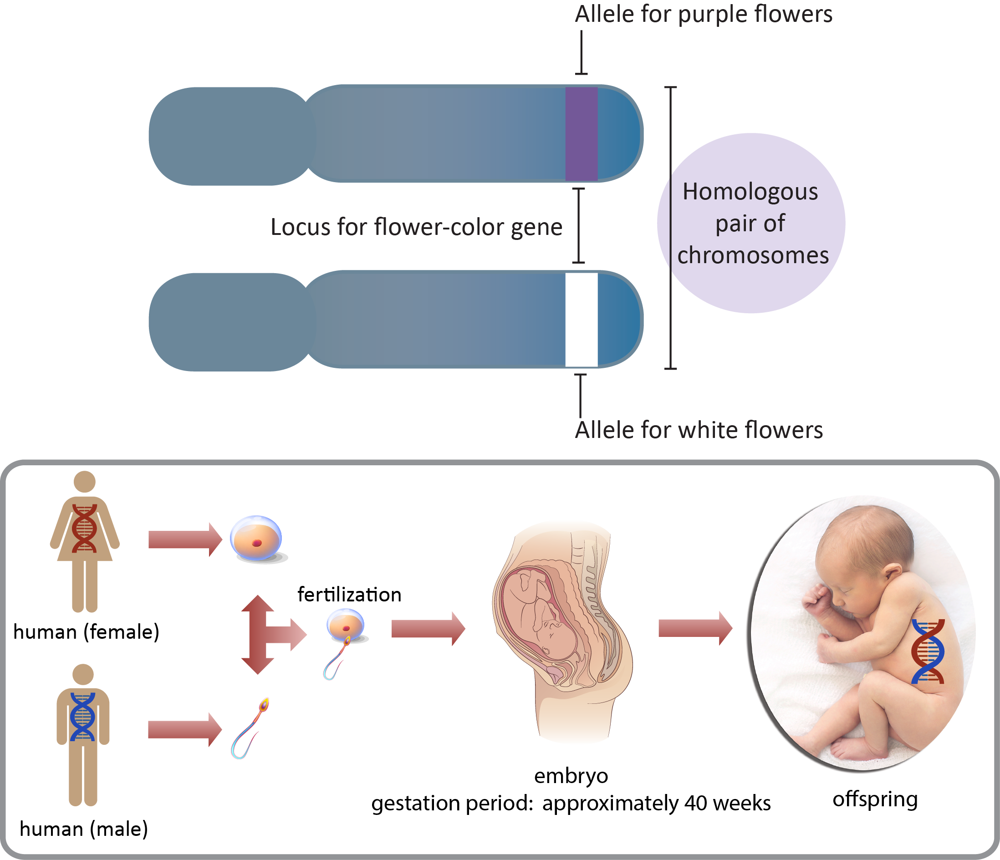 Allele for purple flowers
Locus for flower-color gene
Homologous
pair of
chromosomes
Allele for white flowers
fertilization
human (female)
human (male)
embryo
gestation period: approximately 40 weeks
offspring